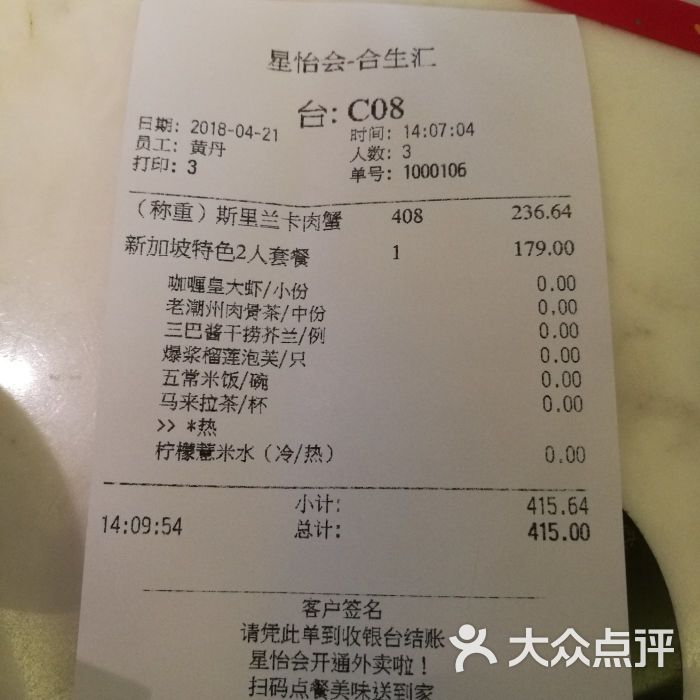 星怡会-合生汇
台: C08
日期: 2018-04-21 时间: 14:07:04
员工: 黄丹 人数: 3
打印: 3 单号: 1000106
（称重）斯里兰卡肉蟹 408 236.64
新加坡特色2人套餐 1 179.00
咖喱皇大虾/小份 0.00
老潮州肉骨茶/中份 0.00
三巴酱干捞芥兰/例 0.00
爆浆榴莲泡芙/只 0.00
五常米饭/碗 0.00
马来拉茶/杯 0.00
>> *热
柠檬薏米水（冷/热） 0.00
小计: 415.64
14:09:54 总计: 415.00
客户签名
请凭此单到收银台结账
星怡会开通外卖啦！
扫码点餐美味送到家
大众点评